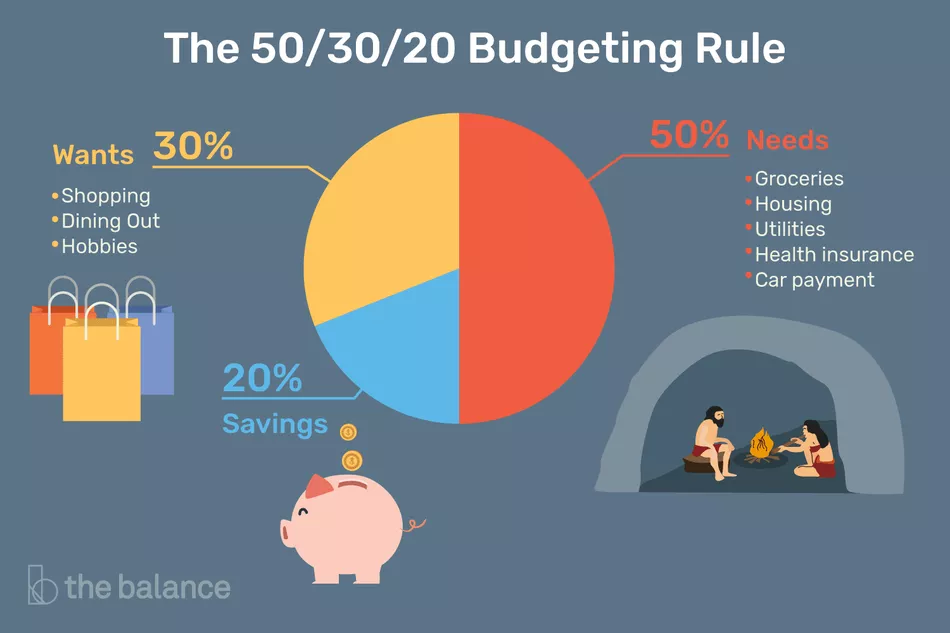 The 50/30/20 Budgeting Rule
Wants 30%
•Shopping
•Dining Out
•Hobbies
50% Needs
•Groceries
•Housing
•Utilities
•Health insurance
•Car payment
20%
Savings
the balance